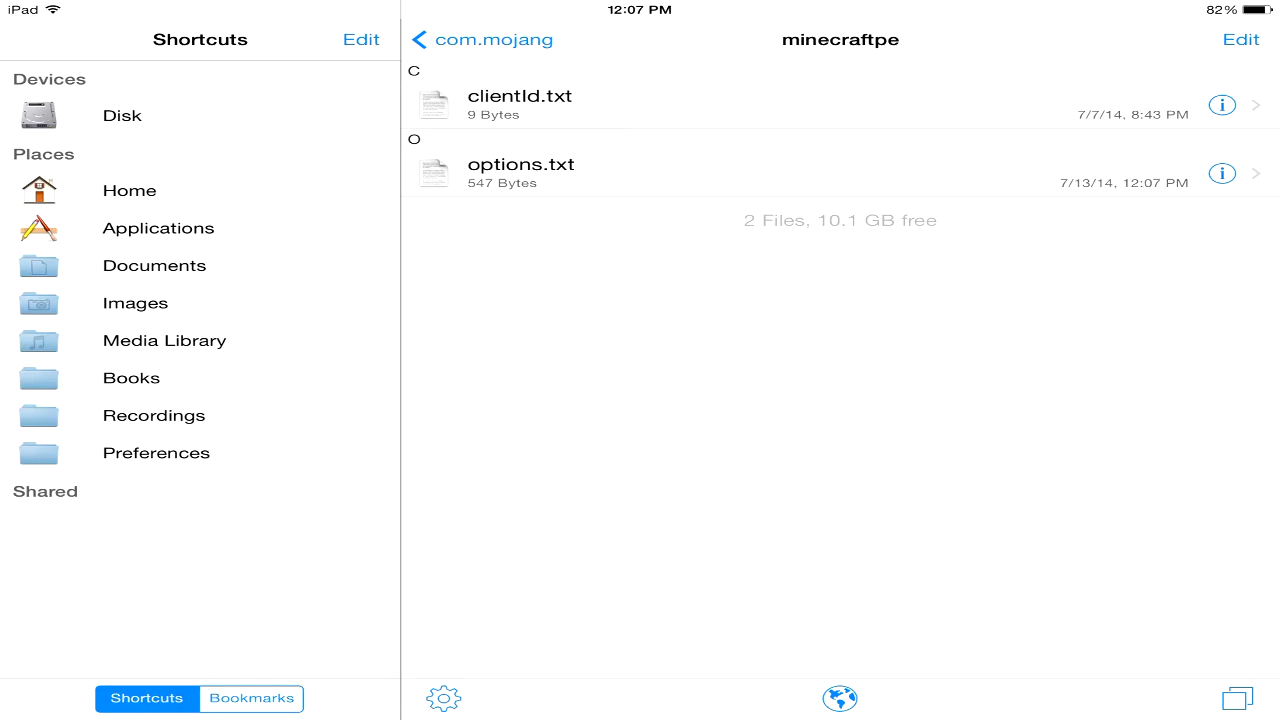 iPad
12:07 PM
82%
Shortcuts
Edit
Devices
Disk
Places
Home
Applications
Documents
Images
Media Library
Books
Recordings
Preferences
Shared
Shortcuts
Bookmarks
com.mojang
minecraftpe
Edit
C
clientId.txt
9 Bytes
7/7/14, 8:43 PM
O
options.txt
547 Bytes
7/13/14, 12:07 PM
2 Files, 10.1 GB free